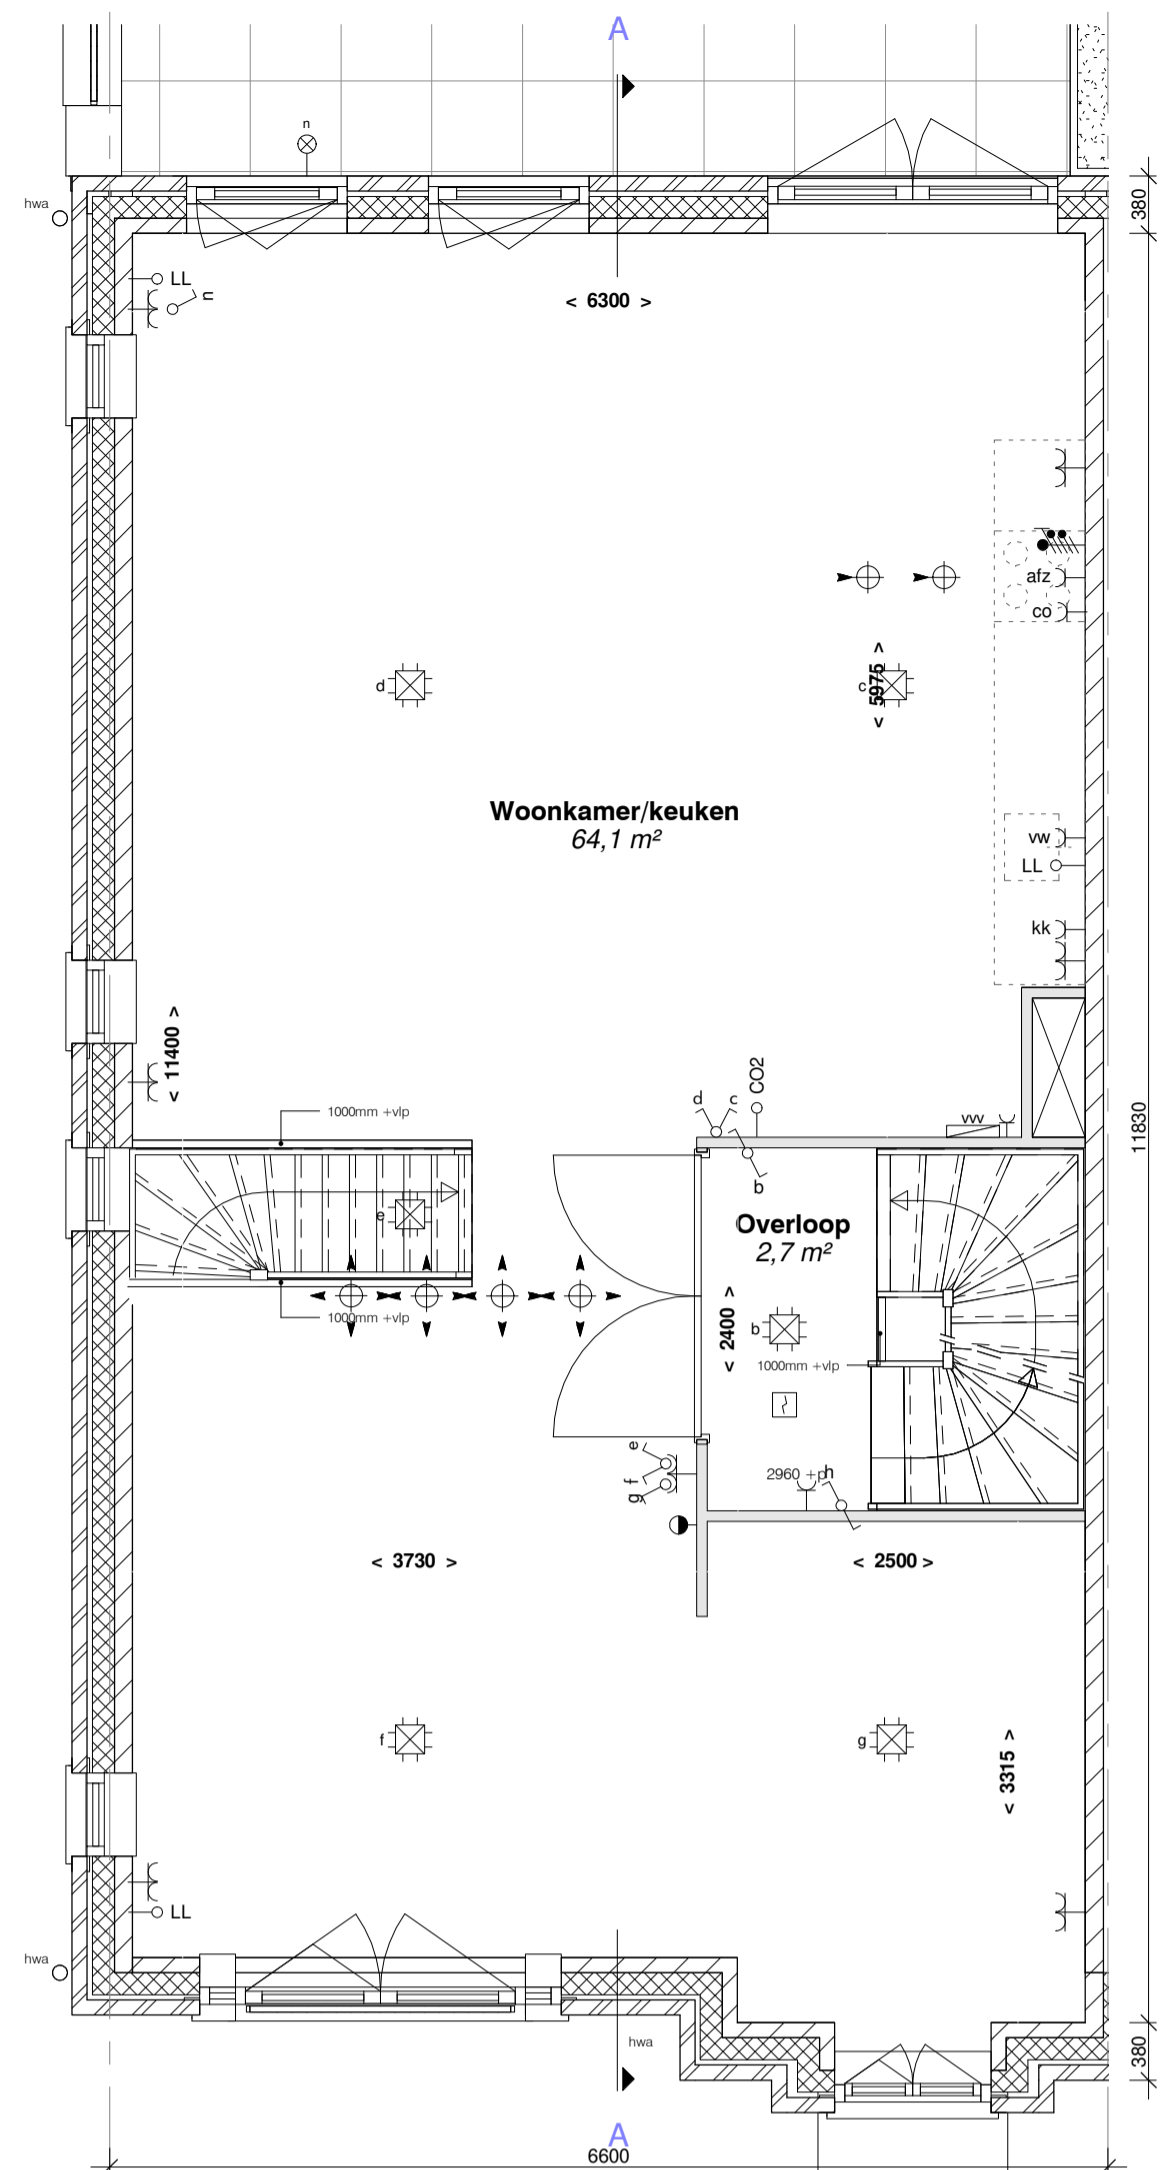 A
n
hwa
380
LL
n
< 6300 >
afz
co
d
c
< 5975 >
Woonkamer/keuken
64,1 m²
vw
LL
kk
< 11400 >
CO2
d
c
1000mm +vlp
vvv
11830
b
e
Overloop
2,7 m²
1000mm +vlp
< 2400 >
b
1000mm +vlp
e
f
g
2960 +p
h
< 3730 >
< 2500 >
f
g
< 3315 >
LL
hwa
hwa
380
A
6600